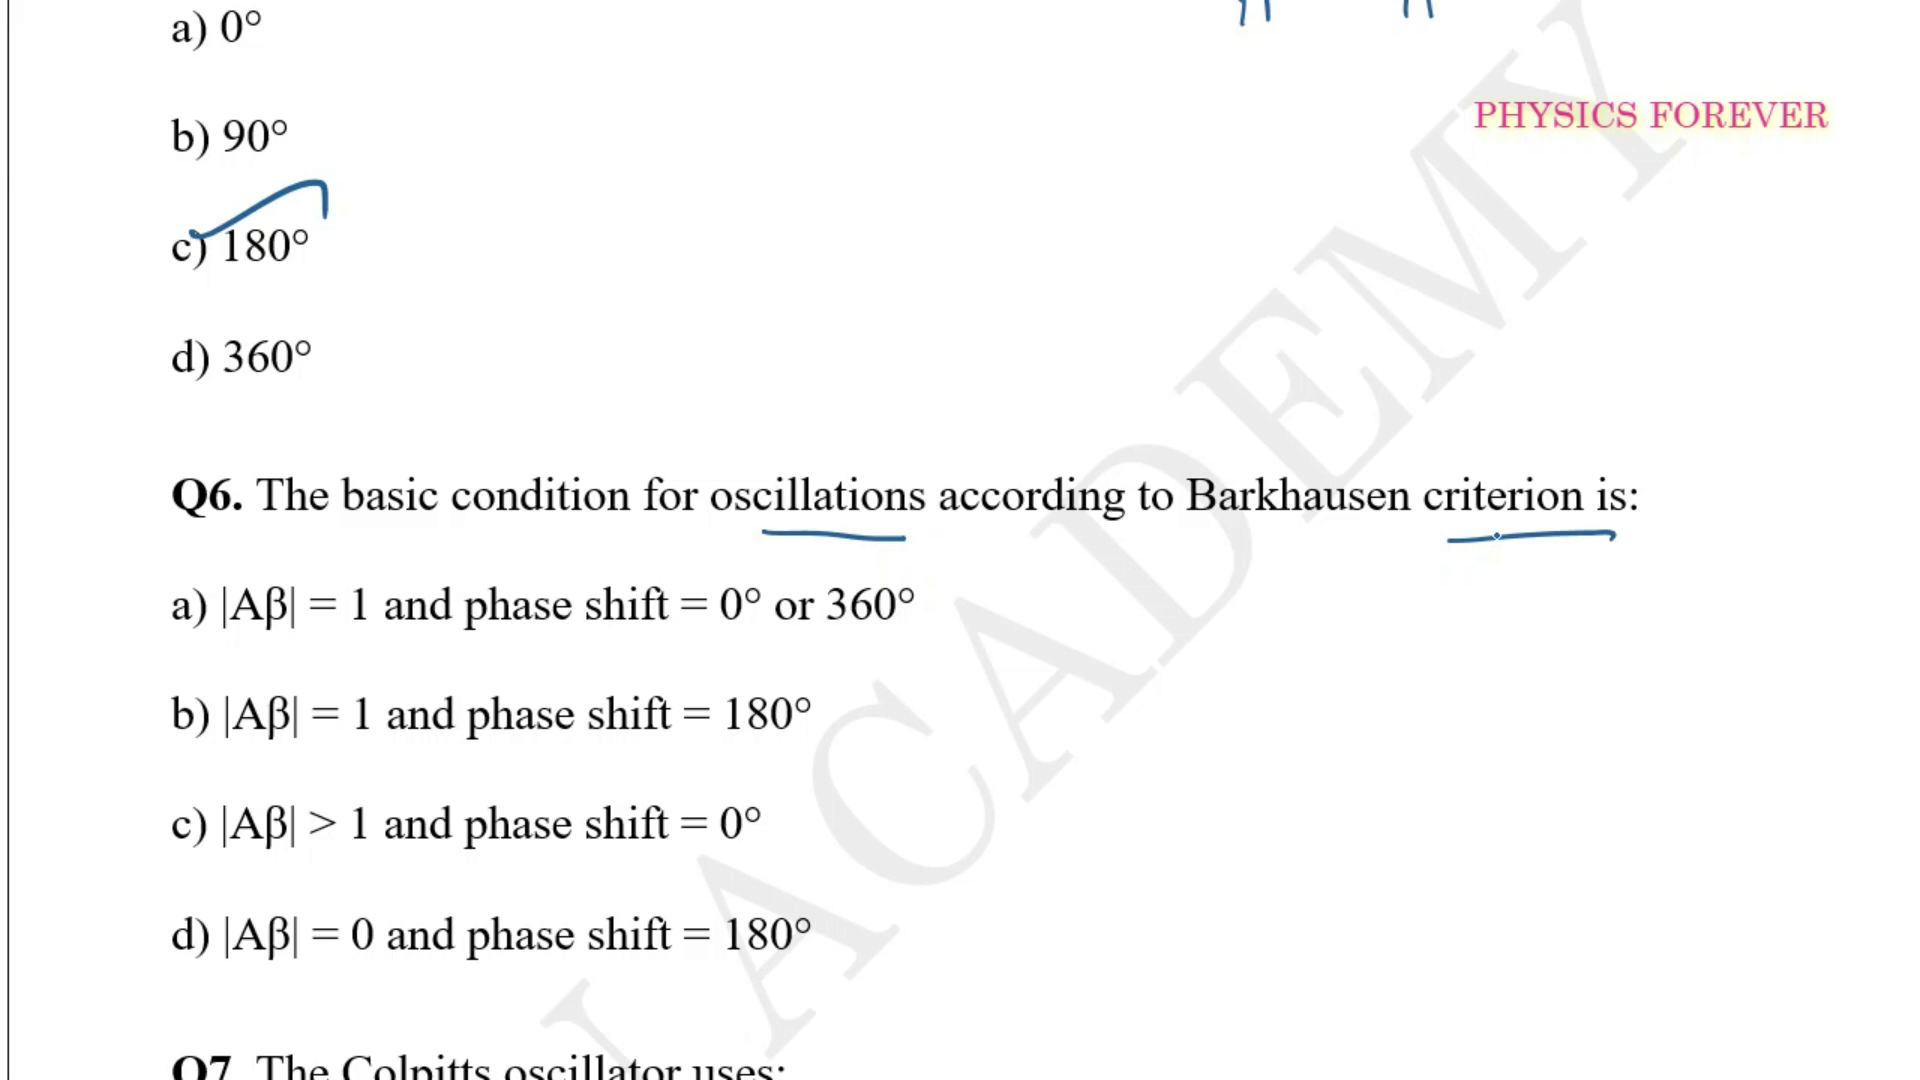 a) 0°
PHYSICS FOREVER
b) 90°
c) 180°
d) 360°
Q6. The basic condition for oscillations according to Barkhausen criterion is:
a) |Aβ| = 1 and phase shift = 0° or 360°
b) |Aβ| = 1 and phase shift = 180°
c) |Aβ| > 1 and phase shift = 0°
d) |Aβ| = 0 and phase shift = 180°
Q7. The Colpitts oscillator uses:
ACADEMY